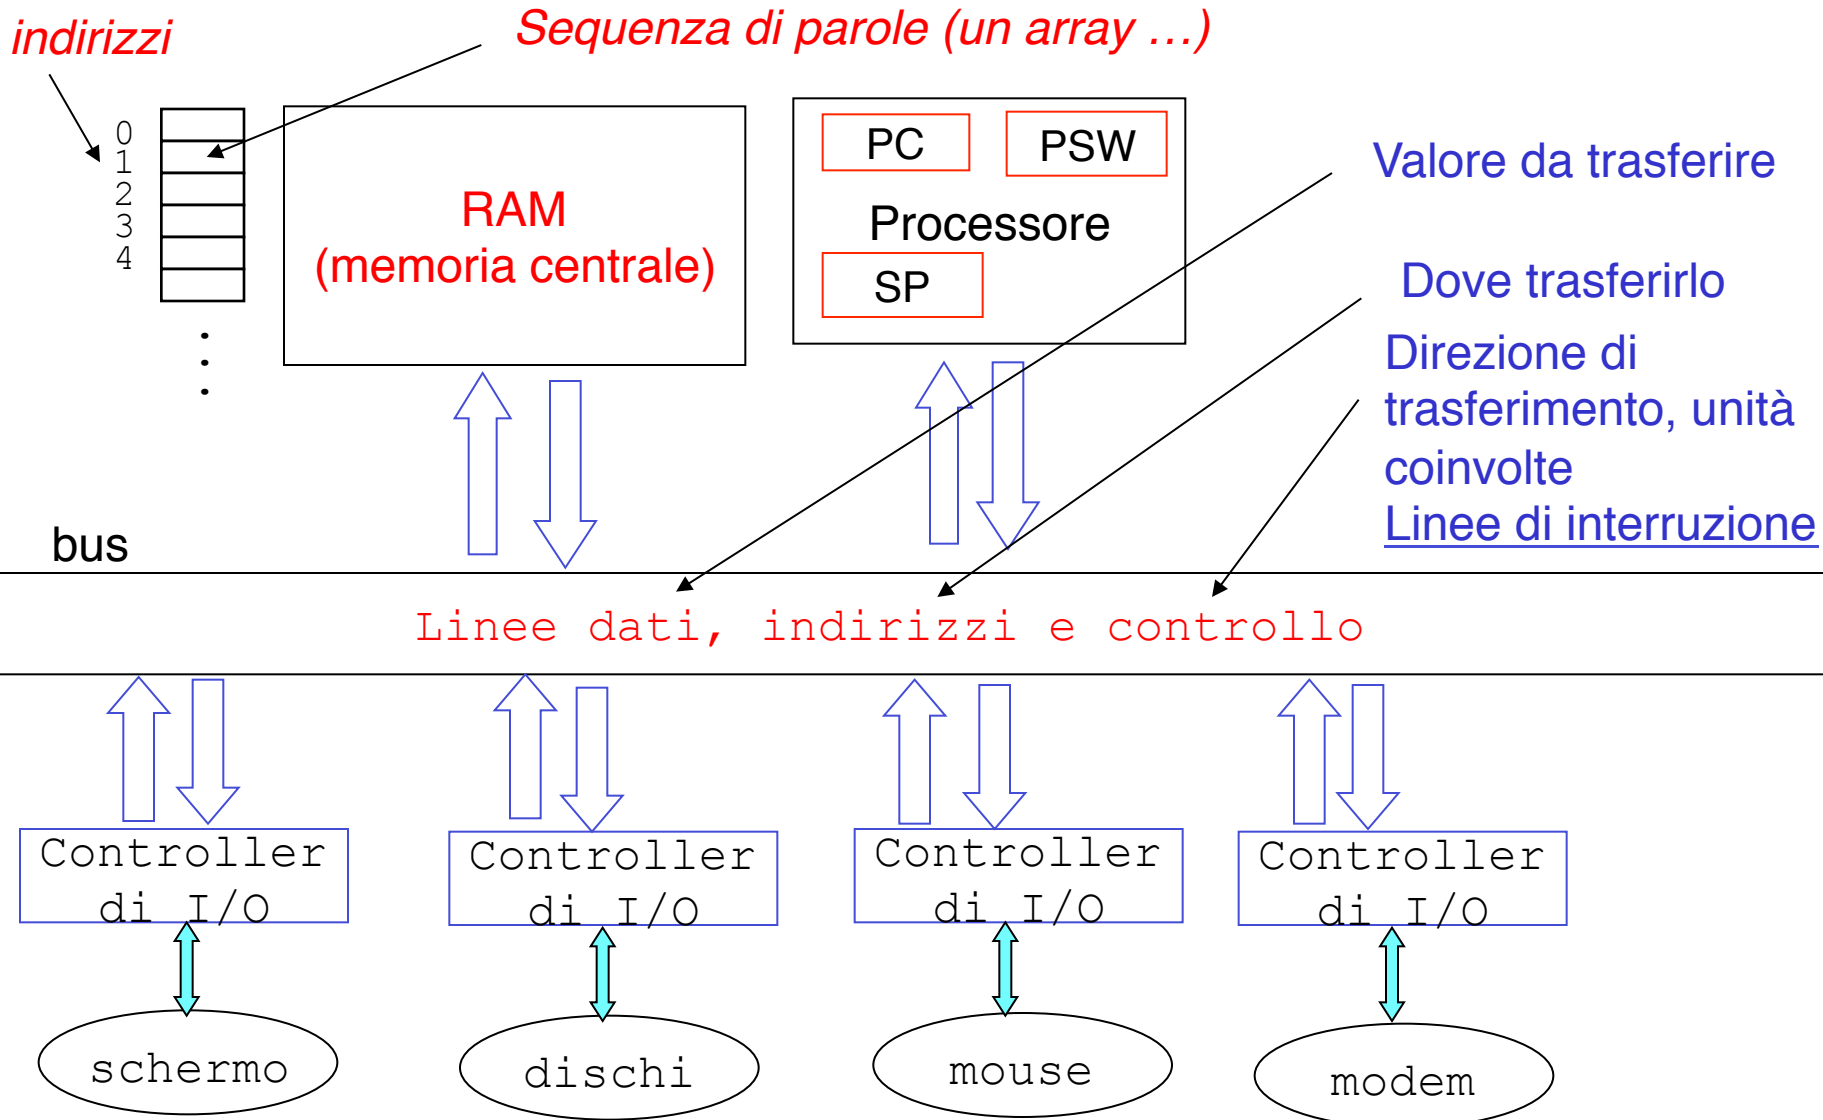 indirizzi
Sequenza di parole (un array …)
0
1
2
3
4
RAM
(memoria centrale)
PC
PSW
Processore
SP
Valore da trasferire
Dove trasferirlo
Direzione di
trasferimento, unità
coinvolte
Linee di interruzione
bus
Linee dati, indirizzi e controllo
Controller
di I/O
Controller
di I/O
Controller
di I/O
Controller
di I/O
schermo
dischi
mouse
modem